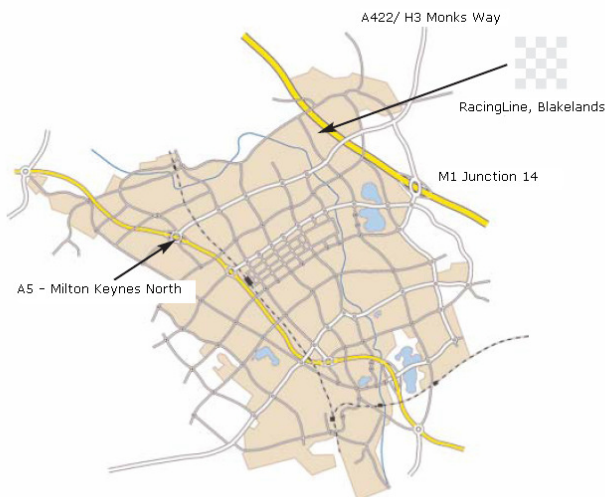 A422/ H3 Monks Way
RacingLine, Blakelands
M1 Junction 14
A5 – Milton Keynes North